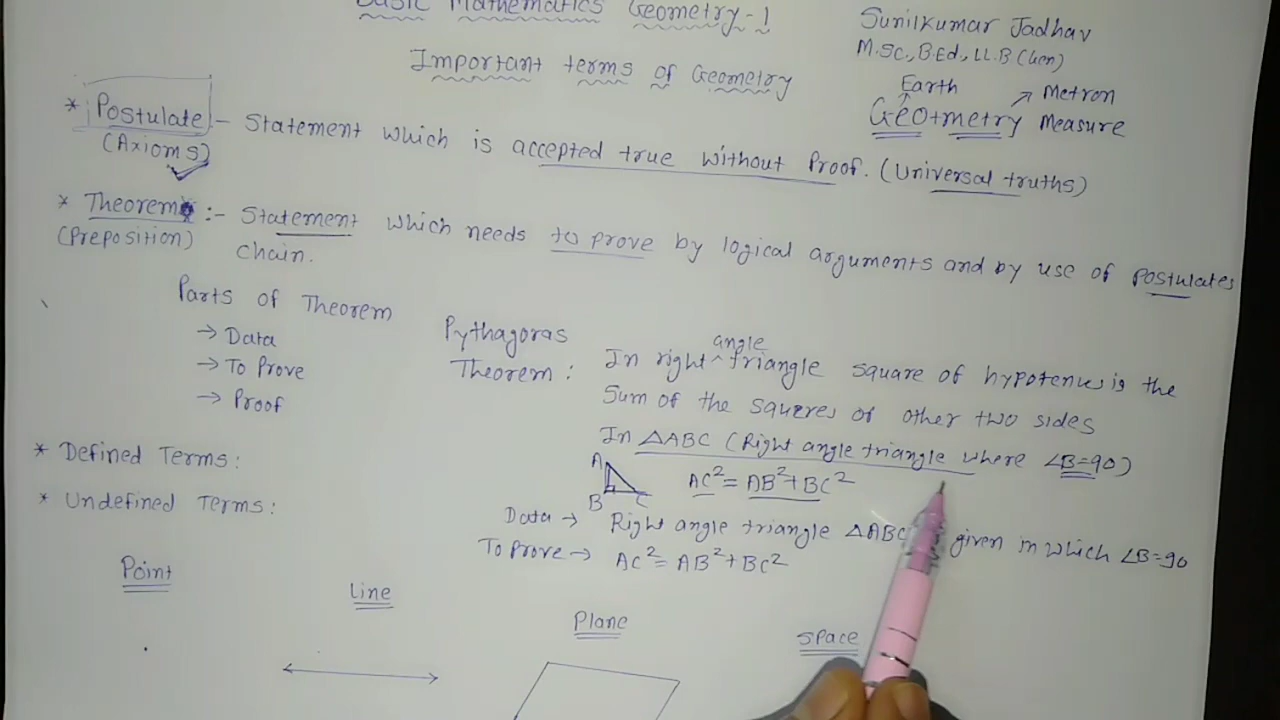 Basic Mathematics Geometry-1
Sunilkumar Jadhav
M.Sc., B.Ed., LL.B (Gen)
Important terms of Geometry
Earth
Metron
Geo+metry Measure
* Postulate :- Statement which is accepted true without Proof. (Universal truths)
(Axioms)
* Theorem :- Statement which needs to prove by logical arguments and by use of Postulates
(Preposition) chain.
Parts of Theorem
→ Data
→ To Prove
→ Proof
Pythagoras
Theorem :
angle
In right ^ triangle square of hypotenus is the
Sum of the squares of other two sides
In △ABC (Right angle triangle where ∠B=90)
A
B C
AC²= AB²+BC²
Data → Right angle triangle △ABC given in which ∠B=90
To Prove → AC²= AB²+BC²
* Defined Terms:
* Undefined Terms:
Point
Line
Plane
Space